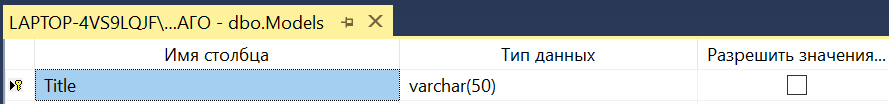 LAPTOP-4VS9LQJF\...АГО - dbo.Models
Имя столбца Тип данных Разрешить значения...
Title varchar(50)